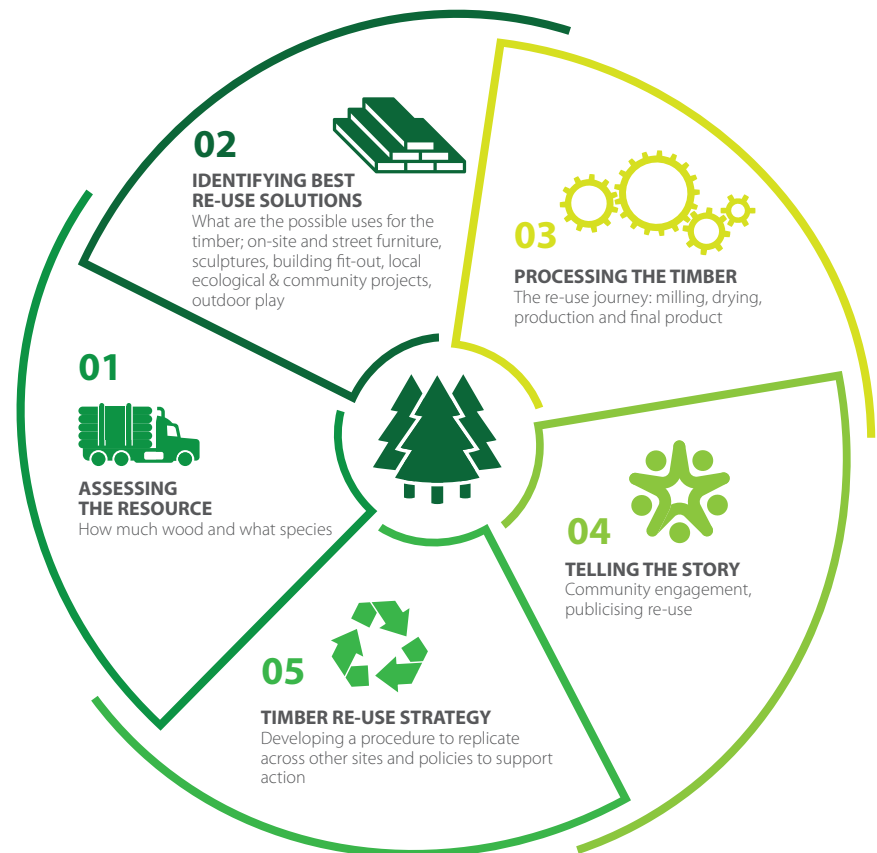 01
ASSESSING
THE RESOURCE
How much wood and what species
02
IDENTIFYING BEST
RE-USE SOLUTIONS
What are the possible uses for the
timber; on-site and street furniture,
sculptures, building fit-out, local
ecological & community projects,
outdoor play
03
PROCESSING THE TIMBER
The re-use journey: milling, drying,
production and final product
04
TELLING THE STORY
Community engagement,
publicising re-use
05
TIMBER RE-USE STRATEGY
Developing a procedure to replicate
across other sites and policies to support
action